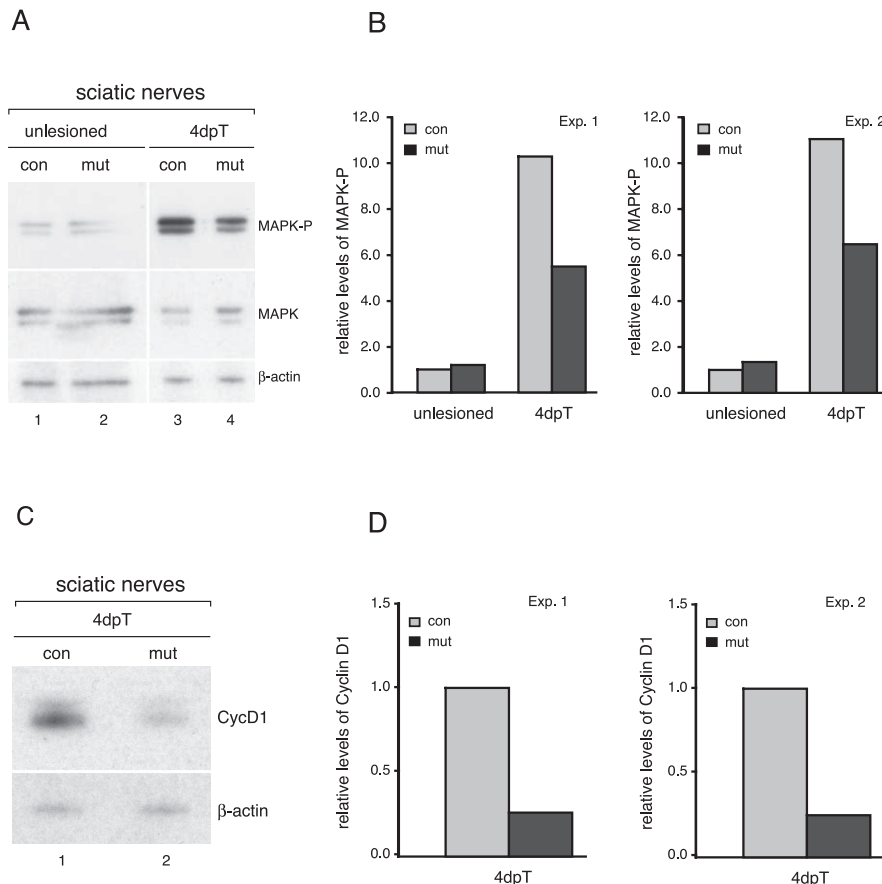 A
sciatic nerves
unlesioned 4dpT
con mut con mut
MAPK-P
MAPK
β-actin
1 2 3 4
B
relative levels of MAPK-P
12.0
10.0
8.0
6.0
4.0
2.0
0.0
con
mut
Exp. 1
unlesioned 4dpT
relative levels of MAPK-P
12.0
10.0
8.0
6.0
4.0
2.0
0.0
con
mut
Exp. 2
unlesioned 4dpT
C
sciatic nerves
4dpT
con mut
CycD1
β-actin
1 2
D
relative levels of Cyclin D1
1.5
1.0
0.5
0.0
con
mut
Exp. 1
4dpT
relative levels of Cyclin D1
1.5
1.0
0.5
0.0
con
mut
Exp. 2
4dpT